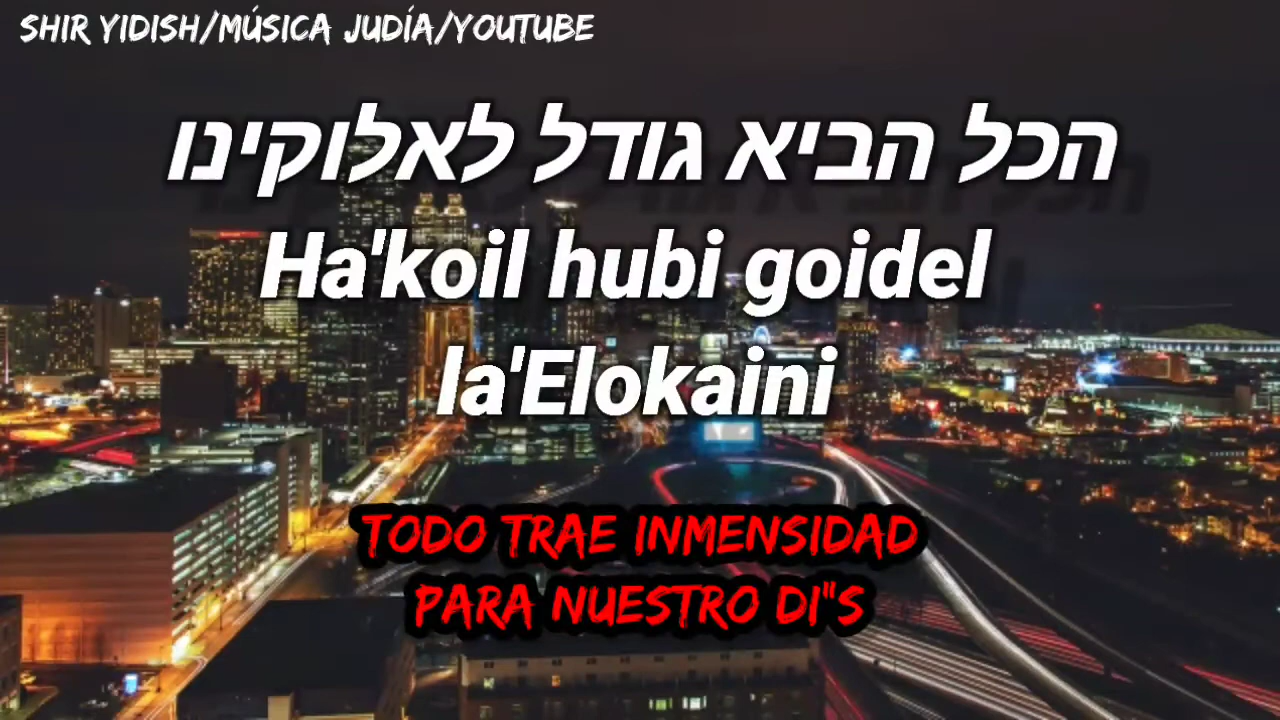 SHIR YIDISH/MÚSICA JUDÍA/YOUTUBE
הכל הביא גודל לאלוקינו
Ha'koil hubi goidel
la'Elokaini
TODO TRAE INMENSIDAD
PARA NUESTRO DI"S